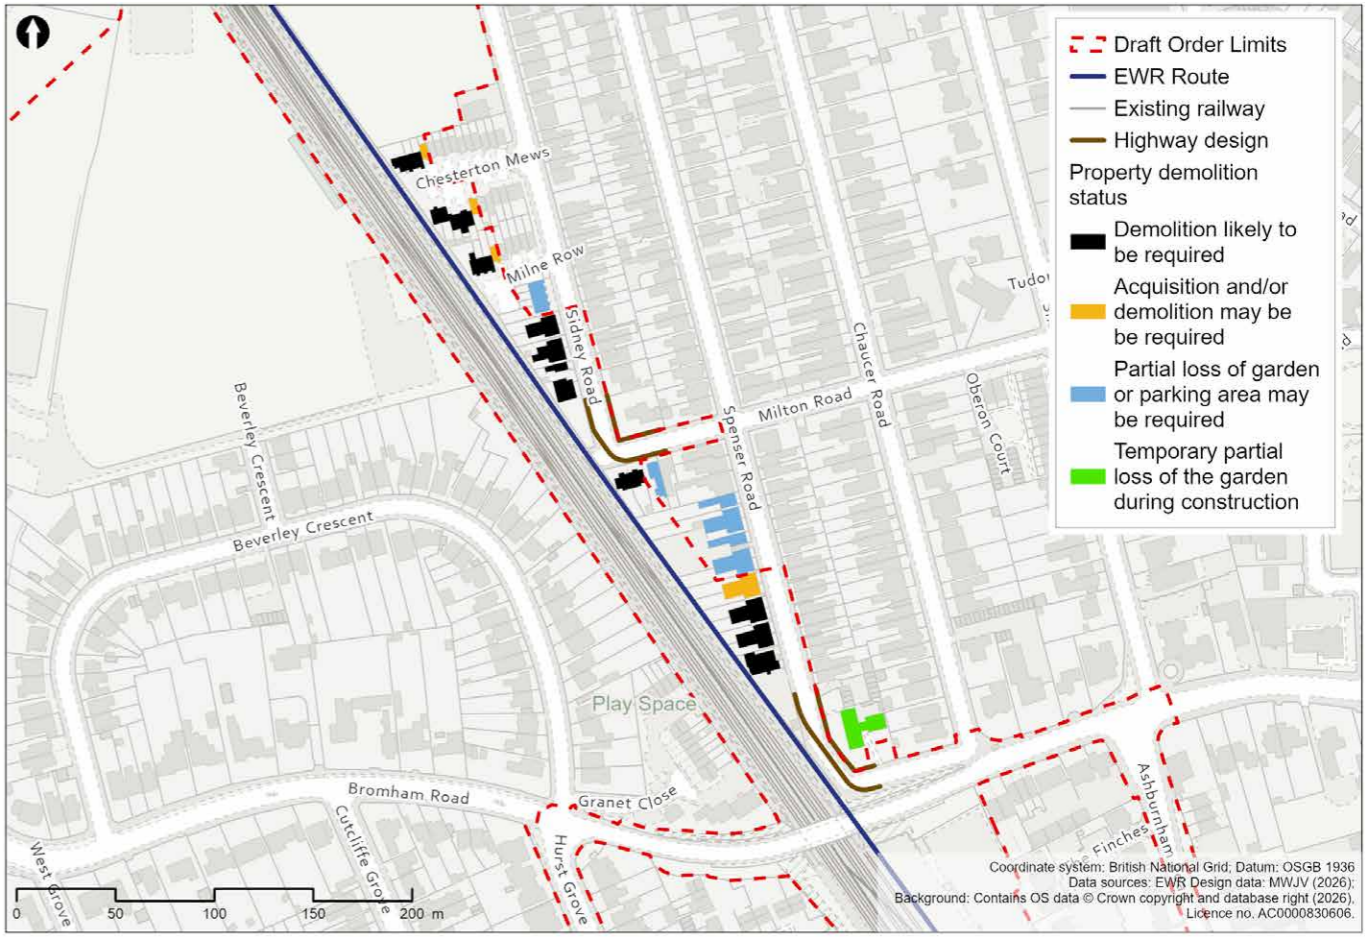 Draft Order Limits
EWR Route
Existing railway
Highway design
Property demolition
status
Demolition likely to
be required
Acquisition and/or
demolition may be
be required
Partial loss of garden
or parking area may
be required
Temporary partial
loss of the garden
during construction
Chesterton Mews
Milne Row
Sidney Road
Tudo
Chaucer Road
Milton Road
Oberon Court
Spenser Road
Beverley Crescent
Beverley Crescent
Play Space
Bromham Road
Granet Close
Cutcliffe Grove
Hurst Grove
West Grove
Ashburnham
Finches
0 50 100 150 200 m
Coordinate system: British National Grid; Datum: OSGB 1936
Data sources: EWR Design data: MWJV (2026);
Background: Contains OS data © Crown copyright and database right (2026),
Licence no. AC0000830606.